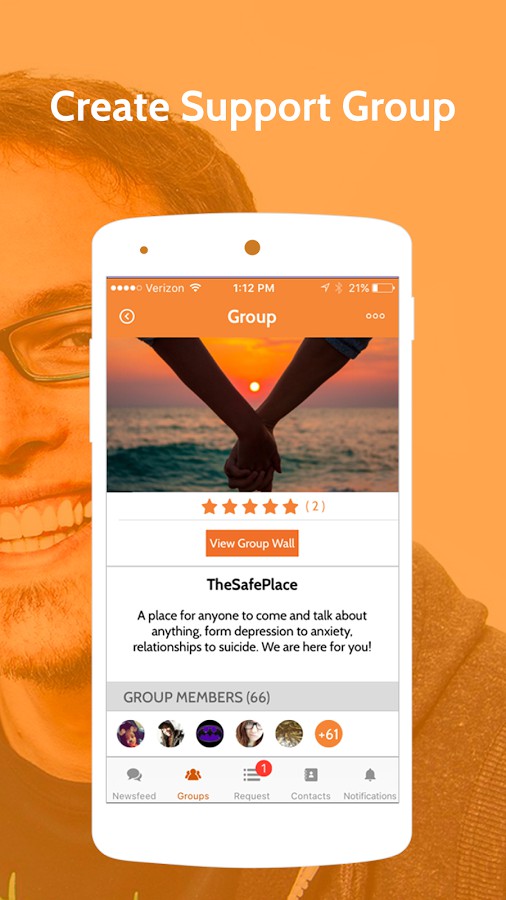 Create Support Group
Verizon 1:12 PM 21%
Group
(2)
View Group Wall
TheSafePlace
A place for anyone to come and talk about
anything, form depression to anxiety,
relationships to suicide. We are here for you!
GROUP MEMBERS (66)
+61
1
Newsfeed Groups Request Contacts Notifications